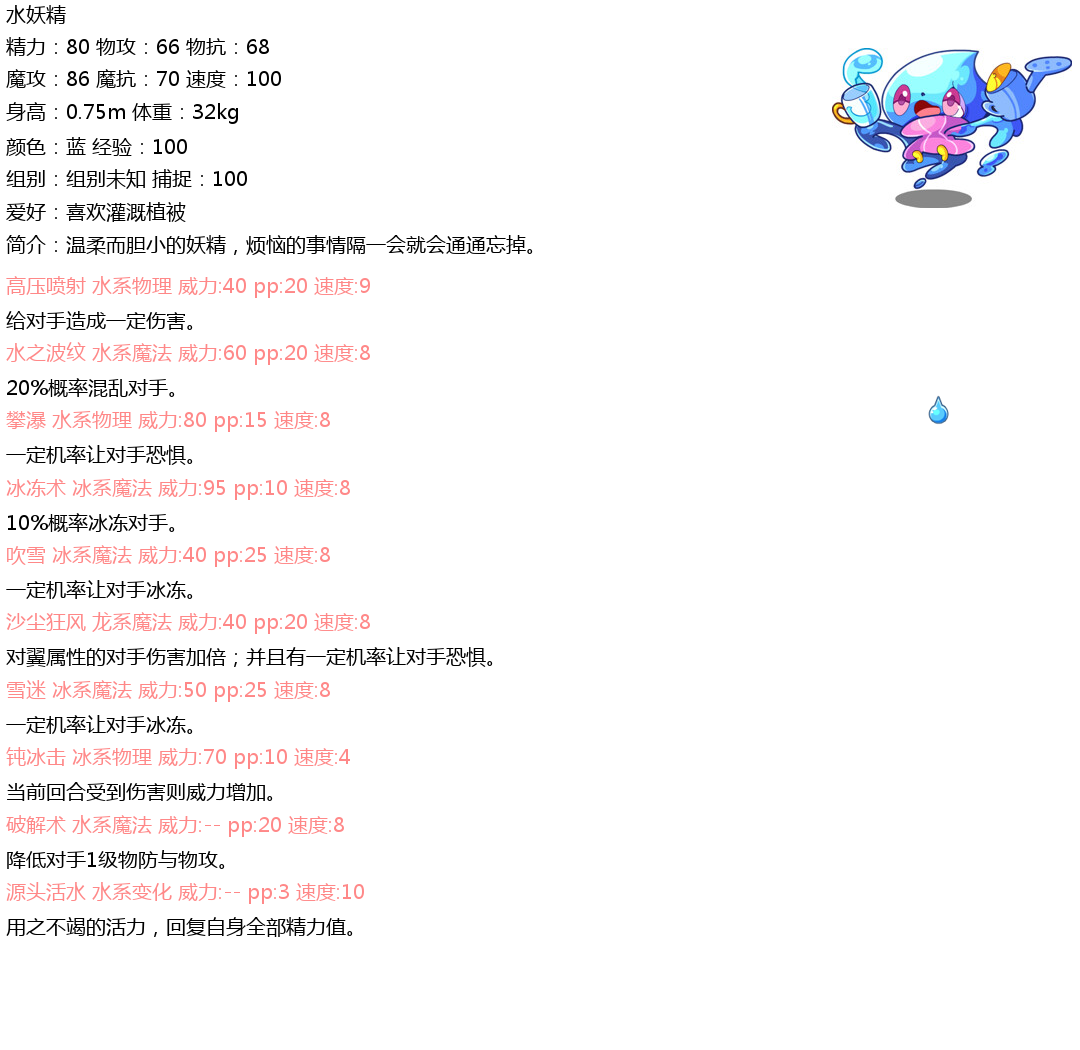 水妖精
精力：80 物攻：66 物抗：68
魔攻：86 魔抗：70 速度：100
身高：0.75m 体重：32kg
颜色：蓝 经验：100
组别：组别未知 捕捉：100
爱好：喜欢灌溉植被
简介：温柔而胆小的妖精，烦恼的事情隔一会就会通通忘掉。
高压喷射 水系物理 威力:40 pp:20 速度:9
给对手造成一定伤害。
水之波纹 水系魔法 威力:60 pp:20 速度:8
20%概率混乱对手。
攀瀑 水系物理 威力:80 pp:15 速度:8
一定机率让对手恐惧。
冰冻术 冰系魔法 威力:95 pp:10 速度:8
10%概率冰冻对手。
吹雪 冰系魔法 威力:40 pp:25 速度:8
一定机率让对手冰冻。
沙尘狂风 龙系魔法 威力:40 pp:20 速度:8
对翼属性的对手伤害加倍；并且有一定机率让对手恐惧。
雪迷 冰系魔法 威力:50 pp:25 速度:8
一定机率让对手冰冻。
钝冰击 冰系物理 威力:70 pp:10 速度:4
当前回合受到伤害则威力增加。
破解术 水系魔法 威力:-- pp:20 速度:8
降低对手1级物防与物攻。
源头活水 水系变化 威力:-- pp:3 速度:10
用之不竭的活力，回复自身全部精力值。